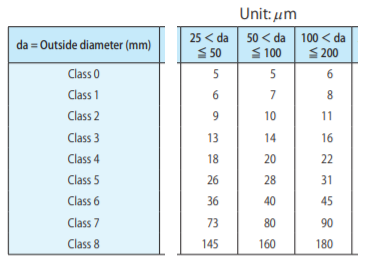 Unit: μm
da = Outside diameter (mm) 25 < da ≦ 50 50 < da ≦ 100 100 < da ≦ 200
Class 0 5 5 6
Class 1 6 7 8
Class 2 9 10 11
Class 3 13 14 16
Class 4 18 20 22
Class 5 26 28 31
Class 6 36 40 45
Class 7 73 80 90
Class 8 145 160 180